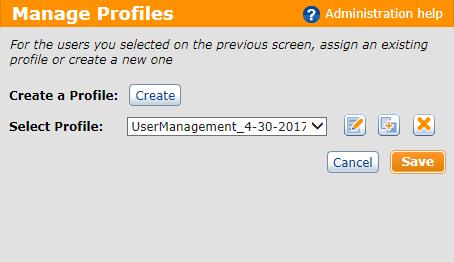 Manage Profiles
? Administration help
For the users you selected on the previous screen, assign an existing
profile or create a new one
Create a Profile: Create
Select Profile: UserManagement_4-30-2017
Cancel Save